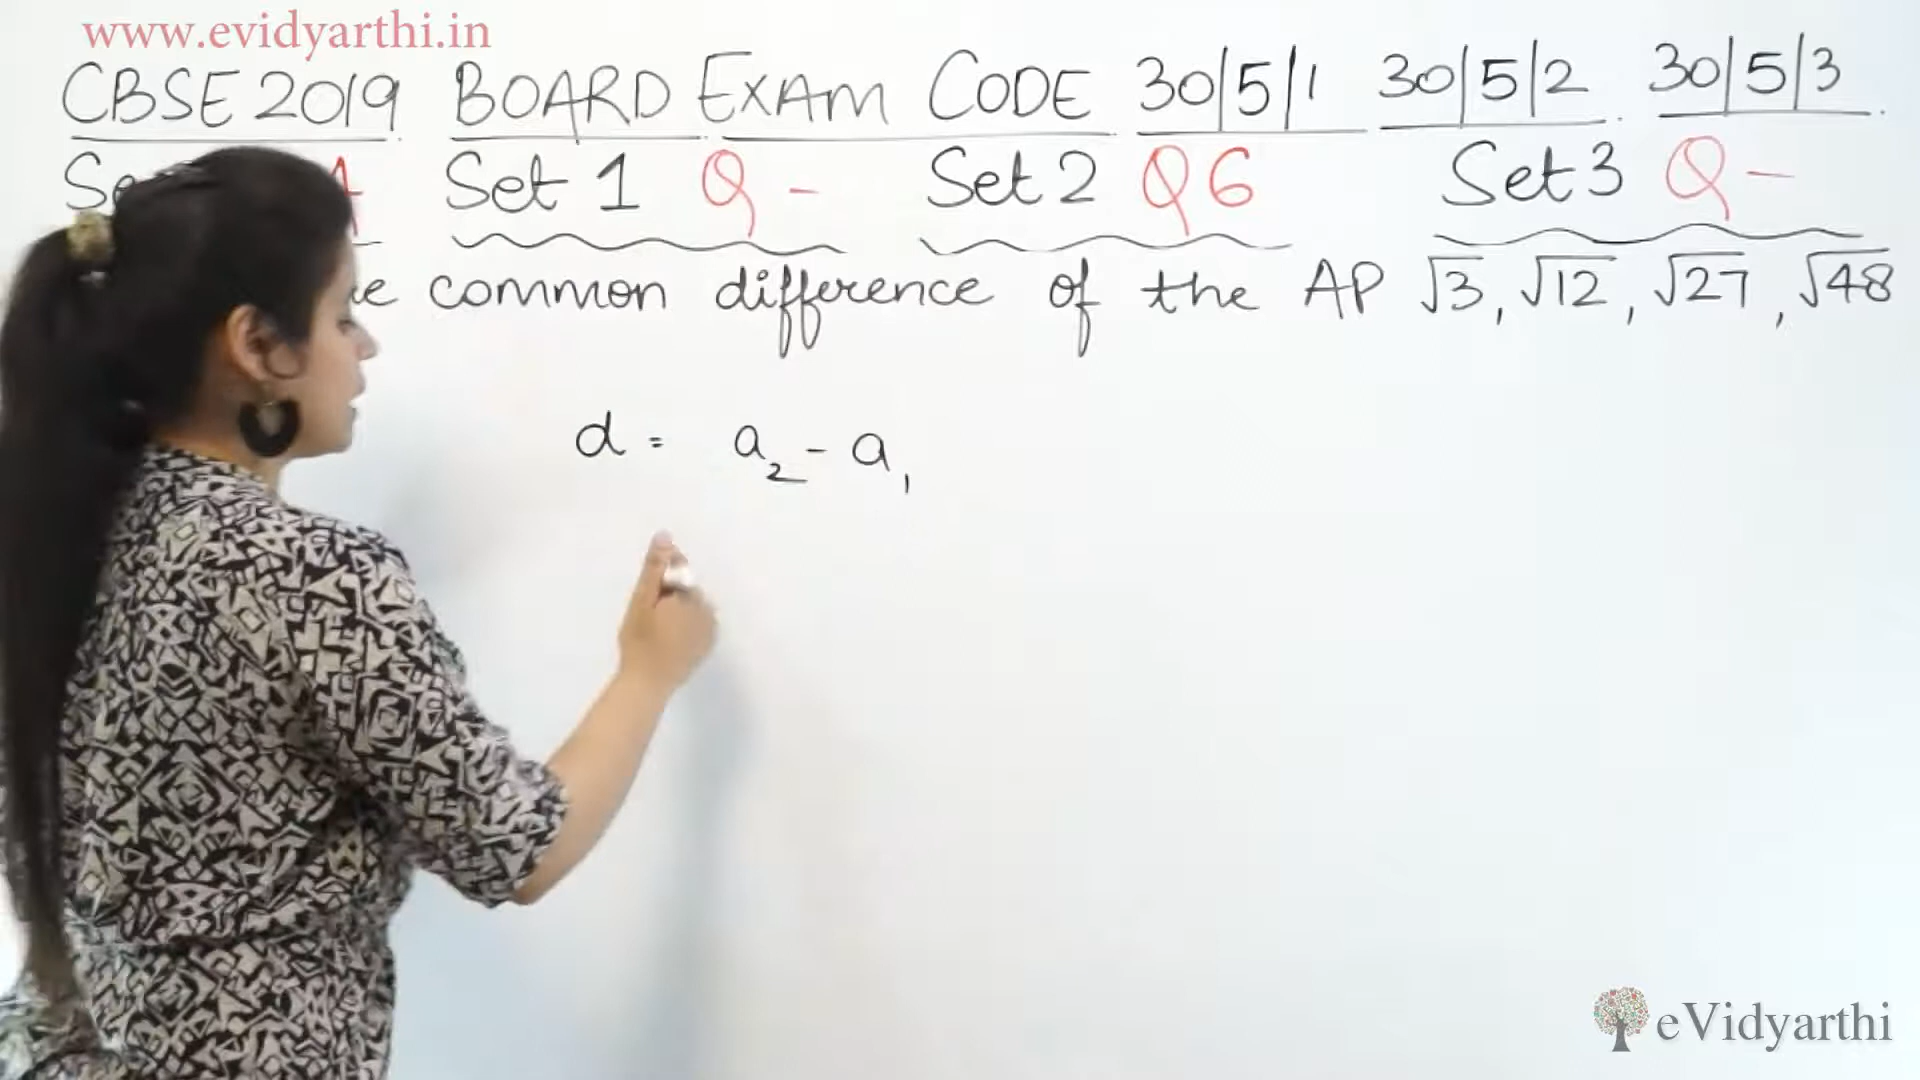 www.evidyarthi.in
CBSE 2019 BOARD EXAM CODE 30/5/1 30/5/2 30/5/3
Set 1 Q - Set 2 Q6 Set 3 Q -
common difference of the AP √3, √12, √27, √48
d = a₂ - a₁
eVidyarthi